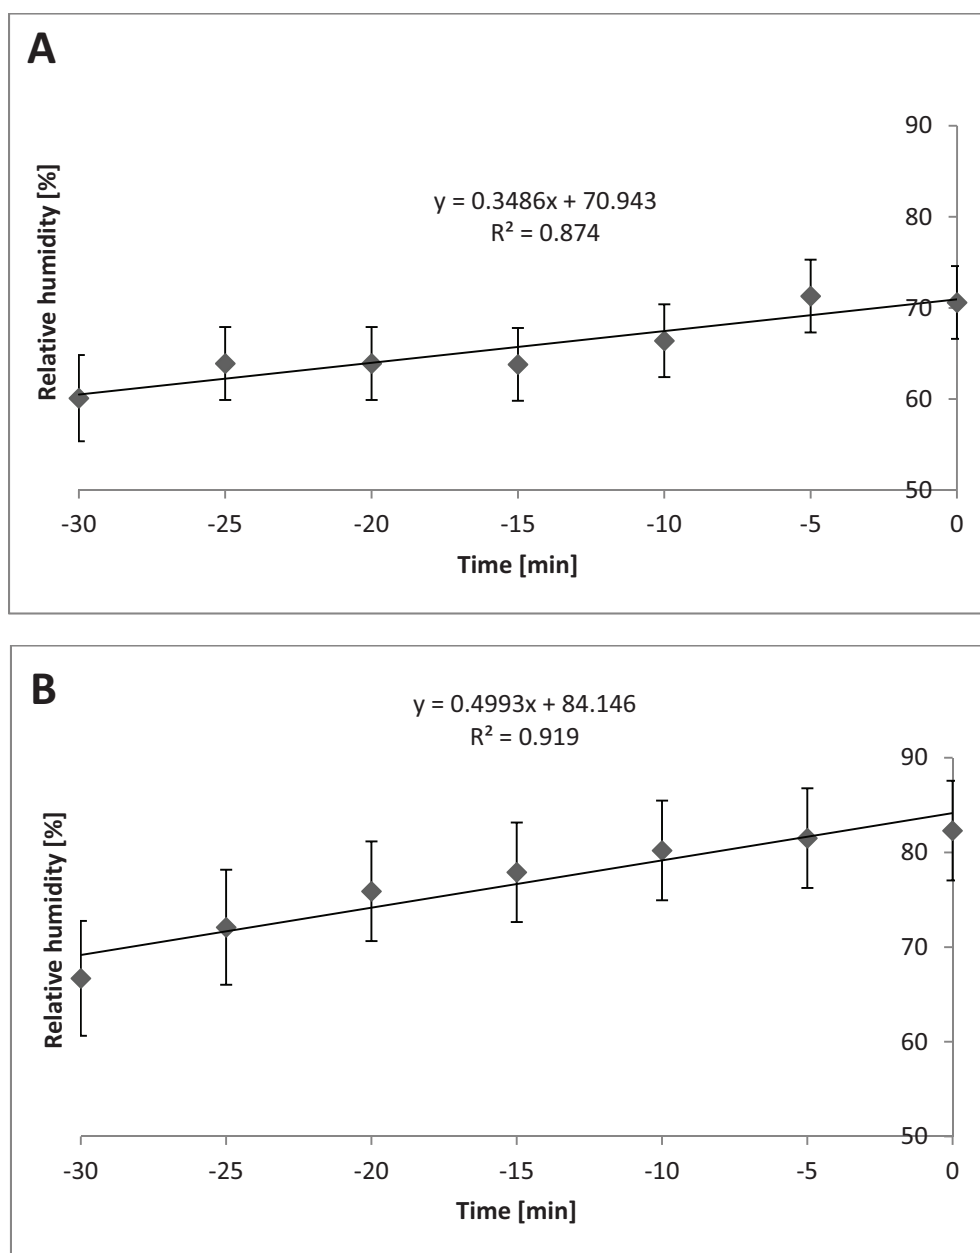 A
90
y = 0.3486x + 70.943
80
R² = 0.874
Relative humidity [%]
70
60
50
-30 -25 -20 -15 -10 -5 0
Time [min]
B
y = 0.4993x + 84.146
R² = 0.919
90
80
Relative humidity [%]
70
60
50
-30 -25 -20 -15 -10 -5 0
Time [min]